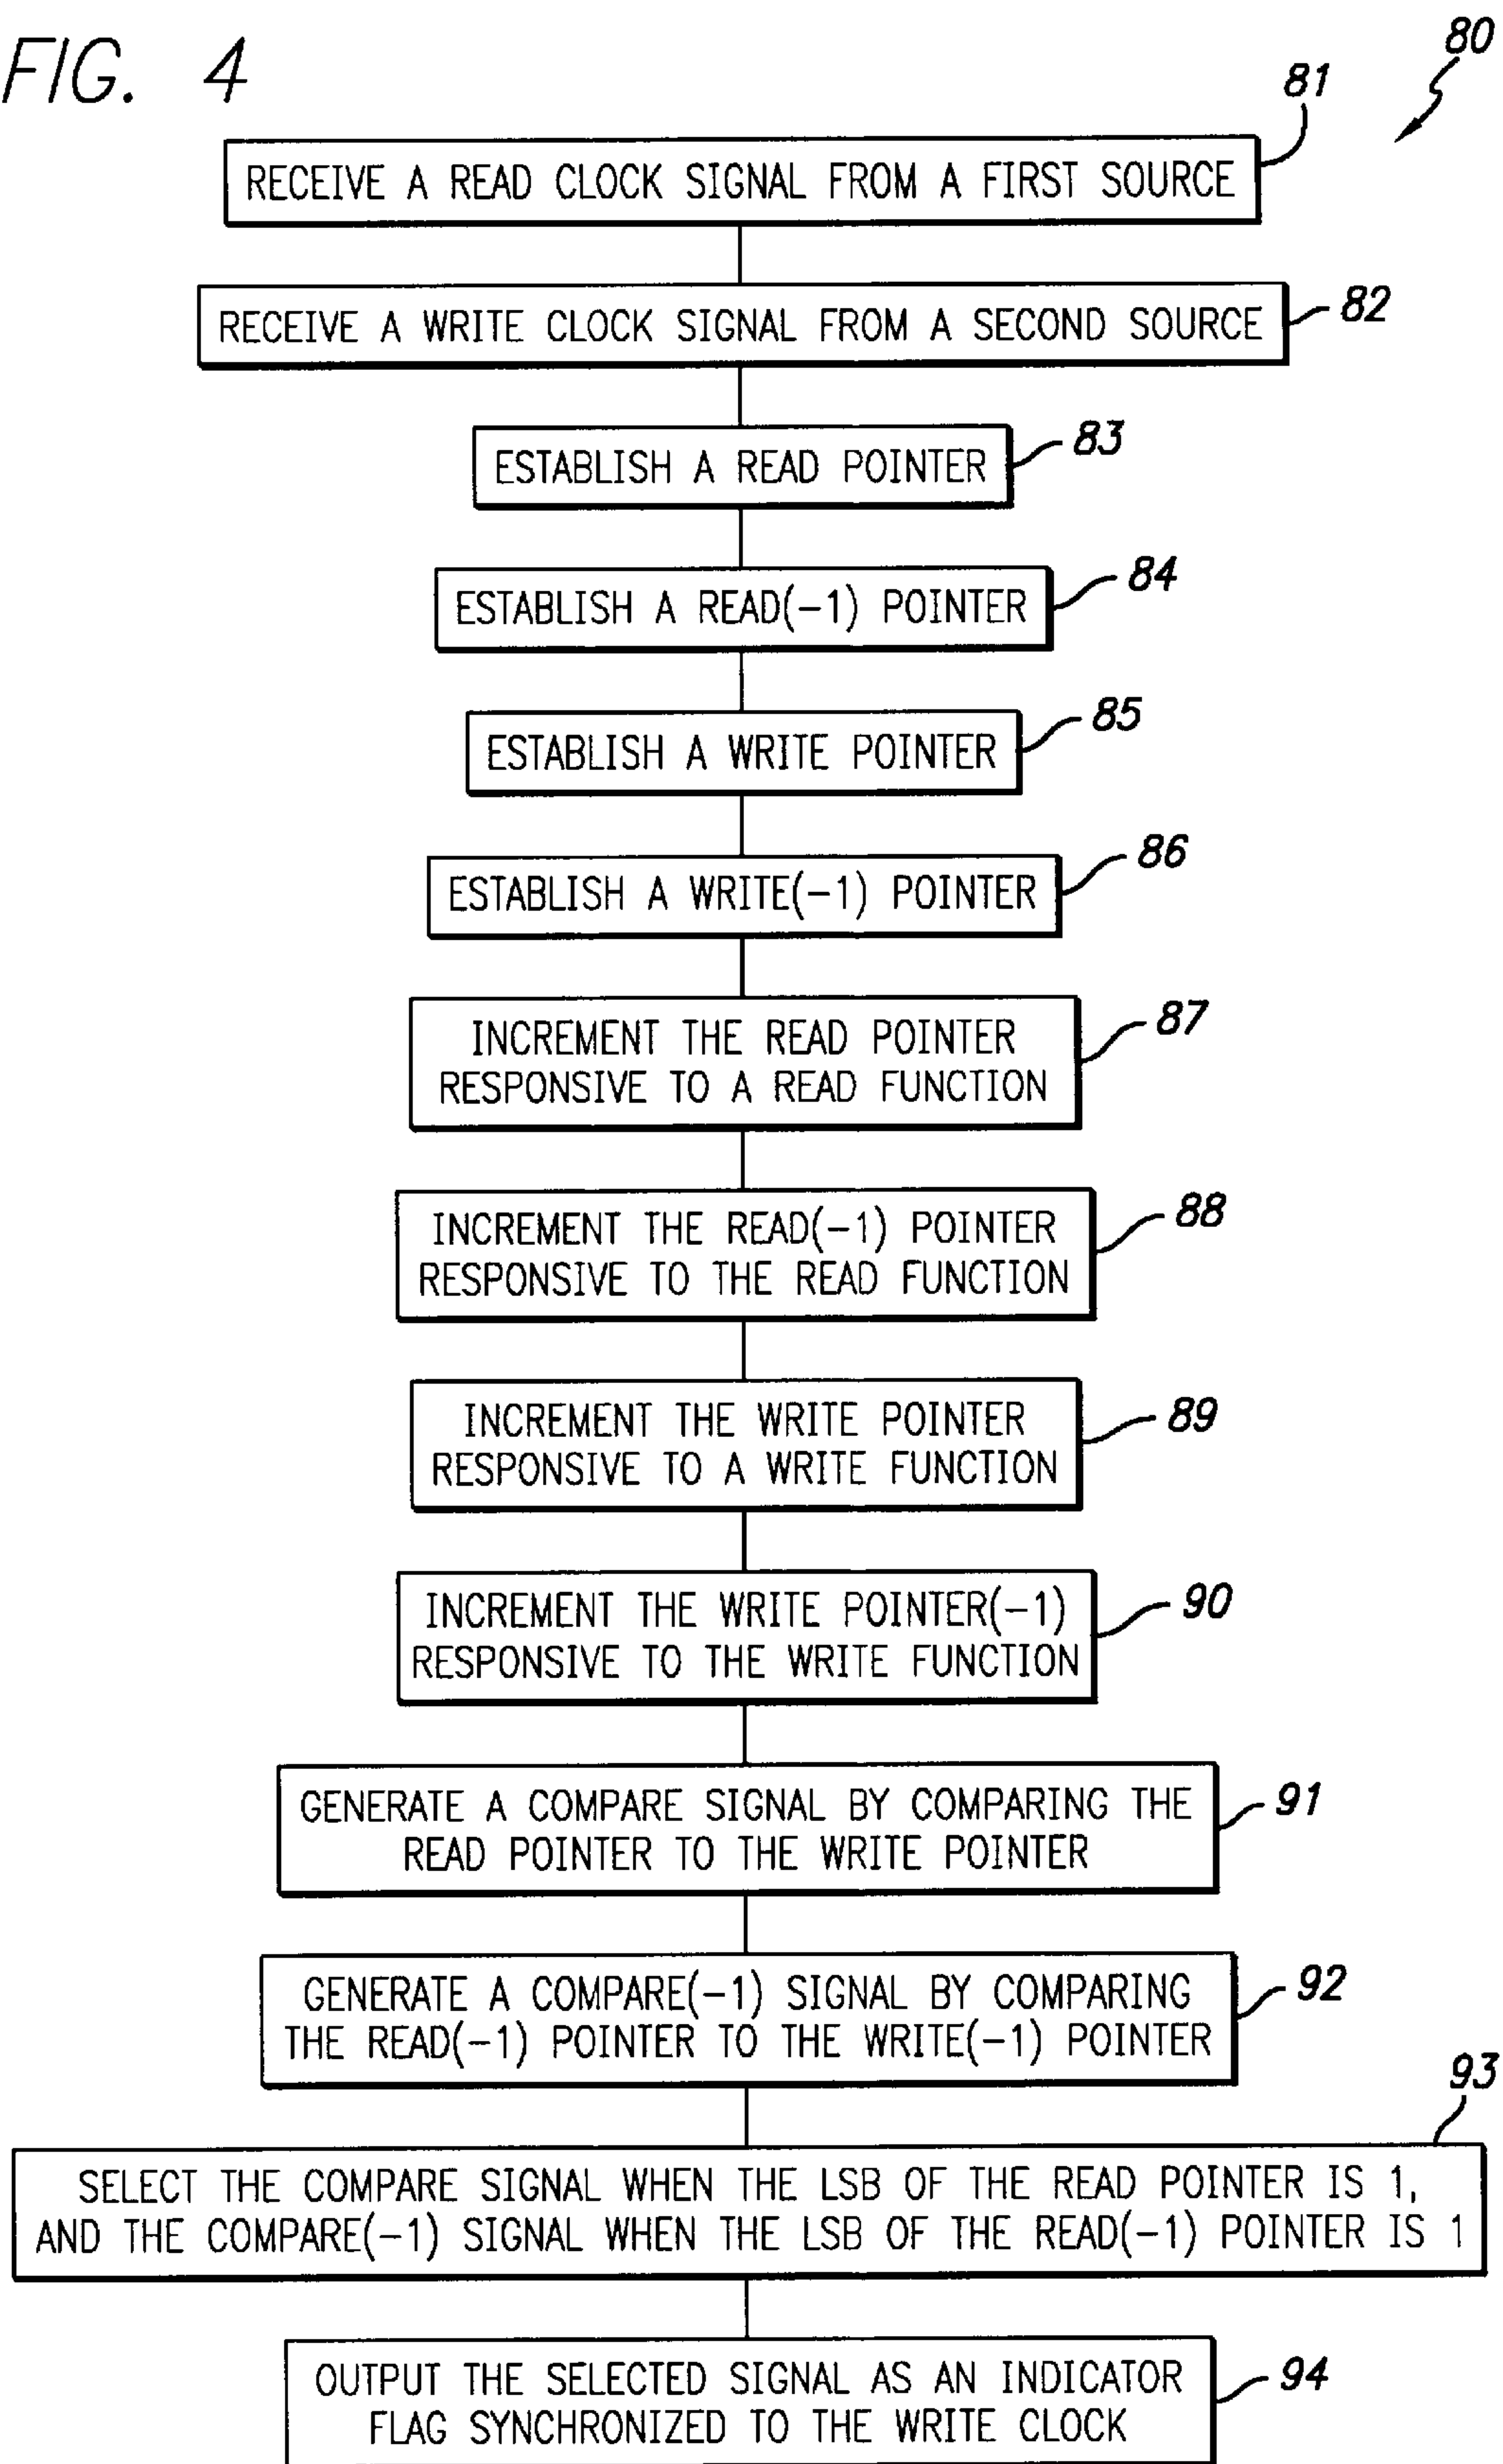 FIG. 4
80
81
RECEIVE A READ CLOCK SIGNAL FROM A FIRST SOURCE
RECEIVE A WRITE CLOCK SIGNAL FROM A SECOND SOURCE
82
ESTABLISH A READ POINTER
83
ESTABLISH A READ(-1) POINTER
84
ESTABLISH A WRITE POINTER
85
ESTABLISH A WRITE(-1) POINTER
86
INCREMENT THE READ POINTER
RESPONSIVE TO A READ FUNCTION
87
INCREMENT THE READ(-1) POINTER
RESPONSIVE TO THE READ FUNCTION
88
INCREMENT THE WRITE POINTER
RESPONSIVE TO A WRITE FUNCTION
89
INCREMENT THE WRITE POINTER(-1)
RESPONSIVE TO THE WRITE FUNCTION
90
GENERATE A COMPARE SIGNAL BY COMPARING THE
READ POINTER TO THE WRITE POINTER
91
GENERATE A COMPARE(-1) SIGNAL BY COMPARING
THE READ(-1) POINTER TO THE WRITE(-1) POINTER
92
93
SELECT THE COMPARE SIGNAL WHEN THE LSB OF THE READ POINTER IS 1,
AND THE COMPARE(-1) SIGNAL WHEN THE LSB OF THE READ(-1) POINTER IS 1
OUTPUT THE SELECTED SIGNAL AS AN INDICATOR
FLAG SYNCHRONIZED TO THE WRITE CLOCK
94